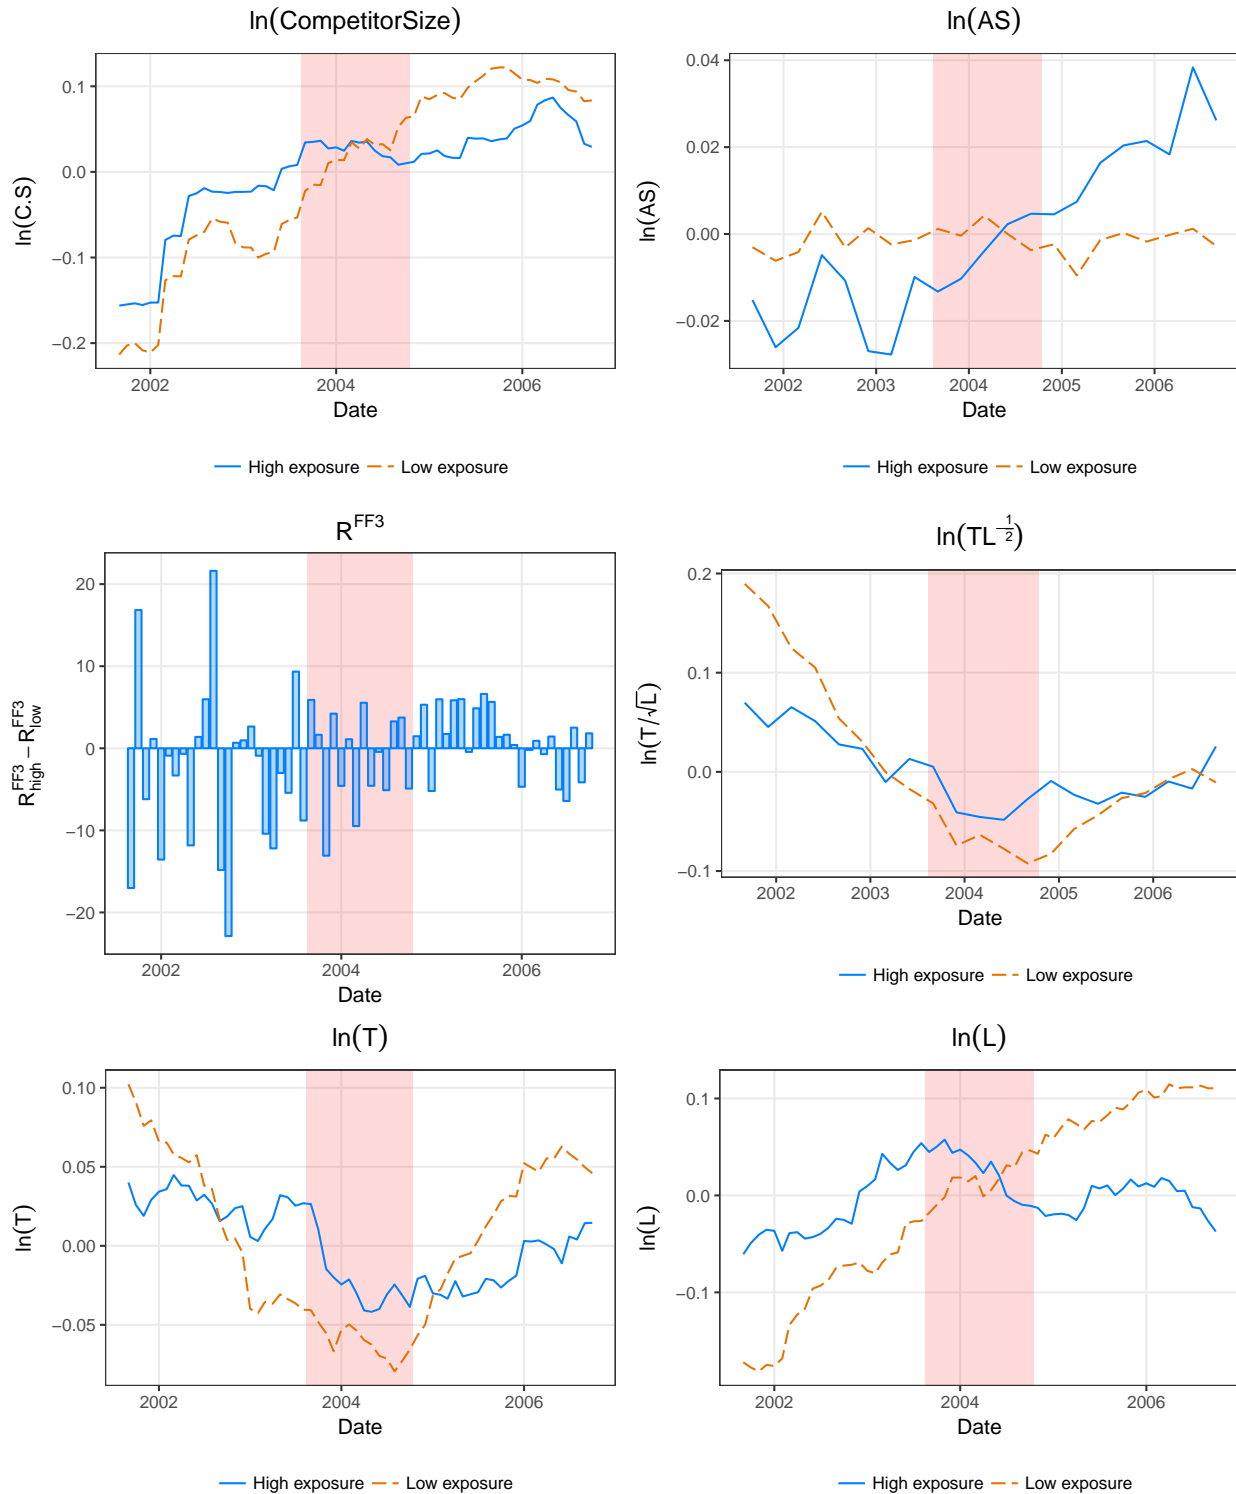 ln(CompetitorSize)
0.1
0.0
−0.1
−0.2
ln(C.S)
2002 2004 2006
Date
High exposure Low exposure
ln(AS)
0.04
0.02
0.00
−0.02
ln(AS)
2002 2003 2004 2005 2006
Date
High exposure Low exposure
R^FF3
20
10
0
−10
−20
R^FF3_high − R^FF3_low
2002 2004 2006
Date
ln(TL^−1/2)
0.2
0.1
0.0
−0.1
ln(T/√L)
2002 2003 2004 2005 2006
Date
High exposure Low exposure
ln(T)
0.10
0.05
0.00
−0.05
ln(T)
2002 2004 2006
Date
High exposure Low exposure
ln(L)
0.1
0.0
−0.1
ln(L)
2002 2004 2006
Date
High exposure Low exposure